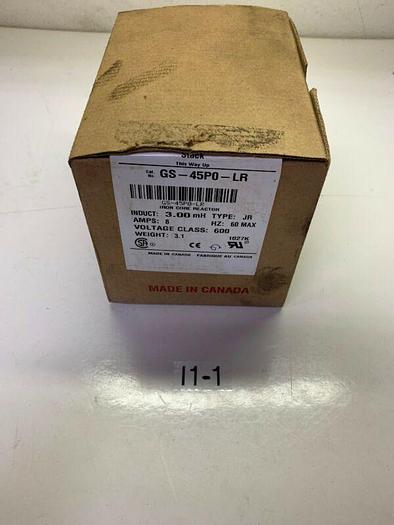 Stack
This Way Up
Cat. No. GS-45P0-LR
GS-45P0-LR
IRON CORE REACTOR
INDUCT: 3.00 mH TYPE: JR
AMPS: 8 HZ: 60 MAX
VOLTAGE CLASS: 600
WEIGHT: 3.1 1827K
CE
MADE IN CANADA FABRIQUE AU CANADA
MADE IN CANADA
I1-1